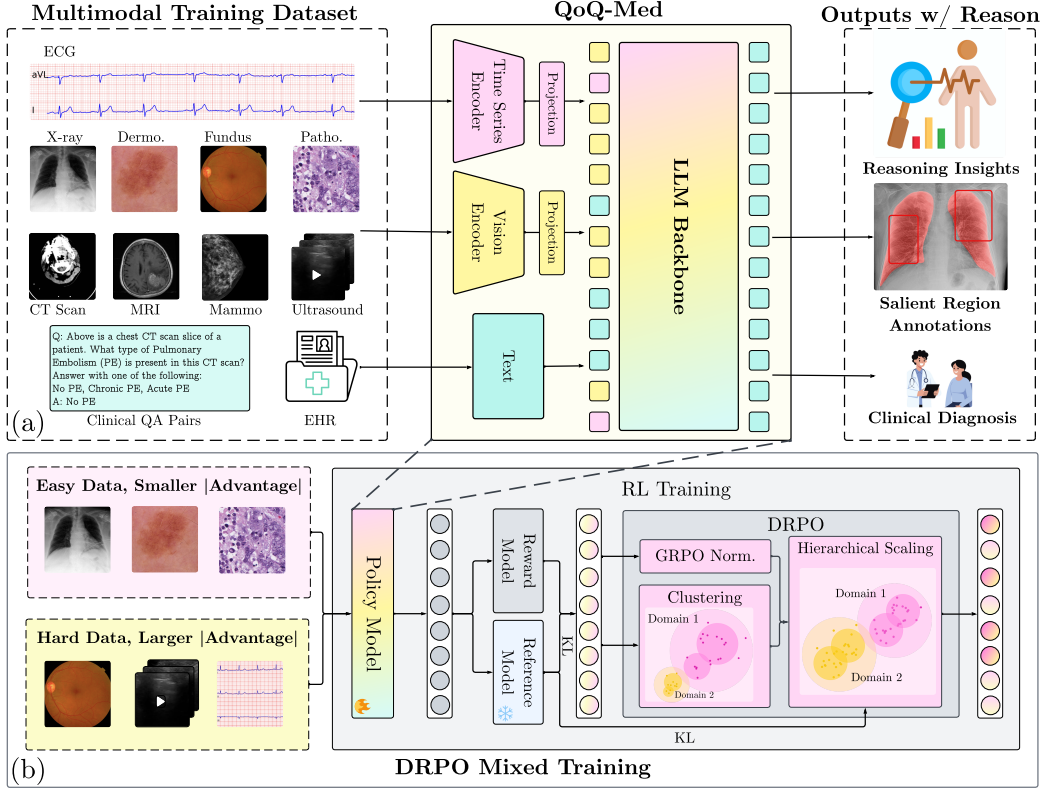 Multimodal Training Dataset
QoQ-Med
Outputs w/ Reason
ECG
aVL
I
X-ray
Dermo.
Fundus
Patho.
CT Scan
MRI
Mammo
Ultrasound
Q: Above is a chest CT scan slice of a
patient. What type of Pulmonary
Embolism (PE) is present in this CT scan?
Answer with one of the following:
No PE, Chronic PE, Acute PE
A: No PE
Clinical QA Pairs
EHR
(a)
Time Series
Encoder
Projection
Vision
Encoder
Projection
Text
LLM Backbone
Reasoning Insights
Salient Region
Annotations
Clinical Diagnosis
Easy Data, Smaller |Advantage|
Hard Data, Larger |Advantage|
RL Training
Policy Model
Reward
Model
Reference
Model
KL
DRPO
GRPO Norm.
Clustering
Domain 1
Domain 2
Hierarchical Scaling
Domain 1
Domain 2
KL
(b)
DRPO Mixed Training